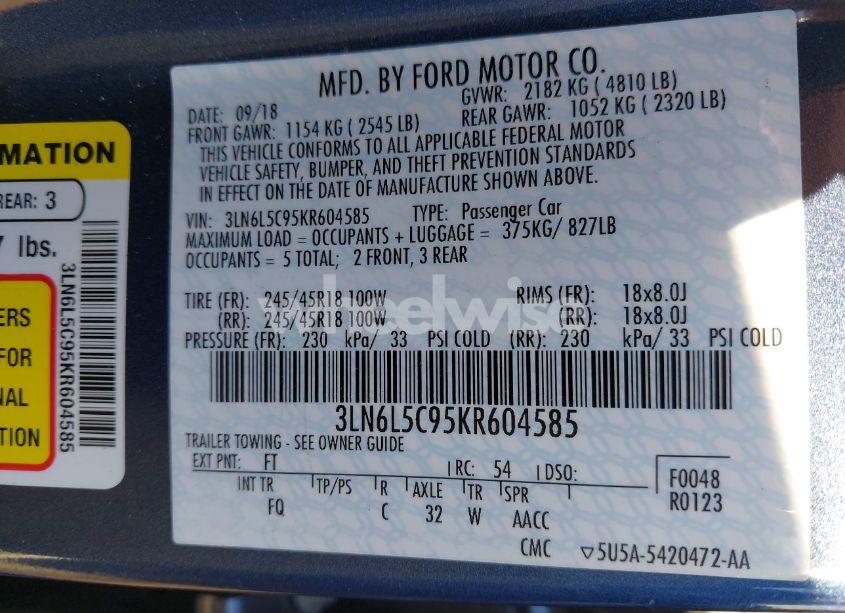 MFD. BY FORD MOTOR CO.
DATE: 09/18 GVWR: 2182 KG ( 4810 LB)
FRONT GAWR: 1154 KG ( 2545 LB) REAR GAWR: 1052 KG ( 2320 LB)
THIS VEHICLE CONFORMS TO ALL APPLICABLE FEDERAL MOTOR
VEHICLE SAFETY, BUMPER, AND THEFT PREVENTION STANDARDS
IN EFFECT ON THE DATE OF MANUFACTURE SHOWN ABOVE.
VIN: 3LN6L5C95KR604585 TYPE: Passenger Car
MAXIMUM LOAD = OCCUPANTS + LUGGAGE = 375KG/ 827LB
OCCUPANTS = 5 TOTAL; 2 FRONT, 3 REAR
TIRE (FR): 245/45R18 100W RIMS (FR): 18x8.0J
(RR): 245/45R18 100W (RR): 18x8.0J
PRESSURE (FR): 230 kPa/ 33 PSI COLD (RR): 230 kPa/ 33 PSI COLD
3LN6L5C95KR604585
TRAILER TOWING - SEE OWNER GUIDE
EXT PNT: FT RC: 54 DSO: F0048
R0123
INT TR TP/PS R AXLE TR SPR
FQ C 32 W AACC
CMC ▽5U5A-5420472-AA
RMATION
REAR: 3
7 lbs.
ERS
FOR
NAL
TION
3LN6L5C95KR604585
wheelwise